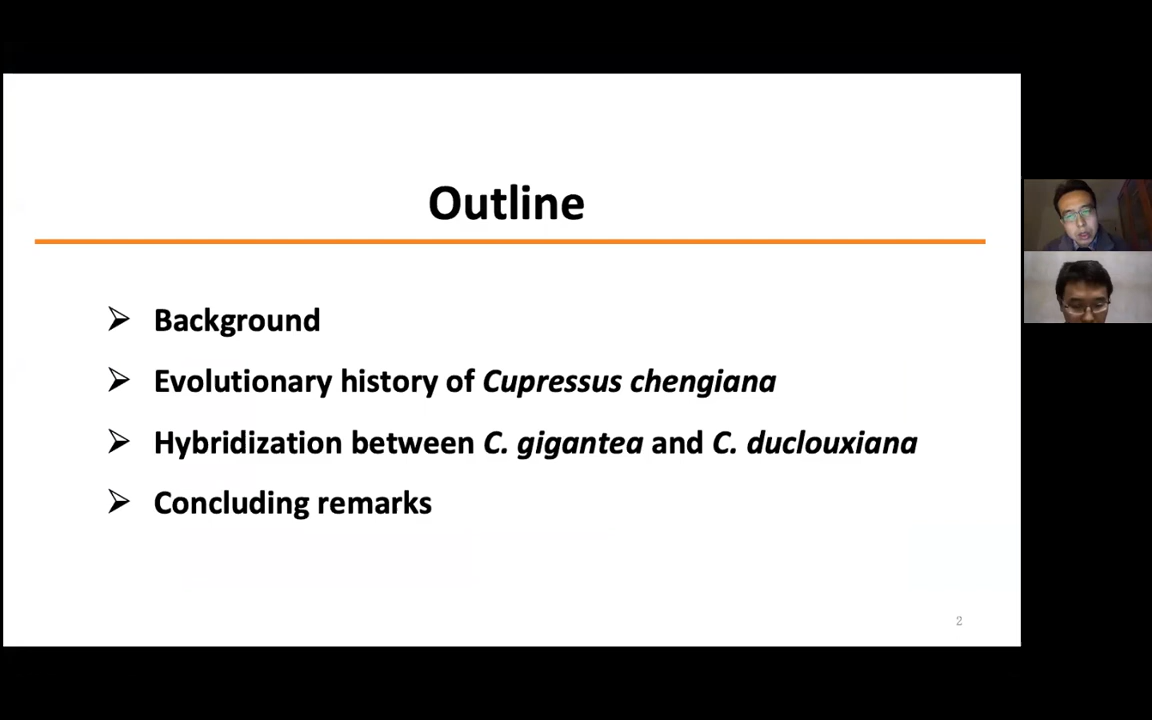 Outline
Background
Evolutionary history of Cupressus chengiana
Hybridization between C. gigantea and C. duclouxiana
Concluding remarks
2